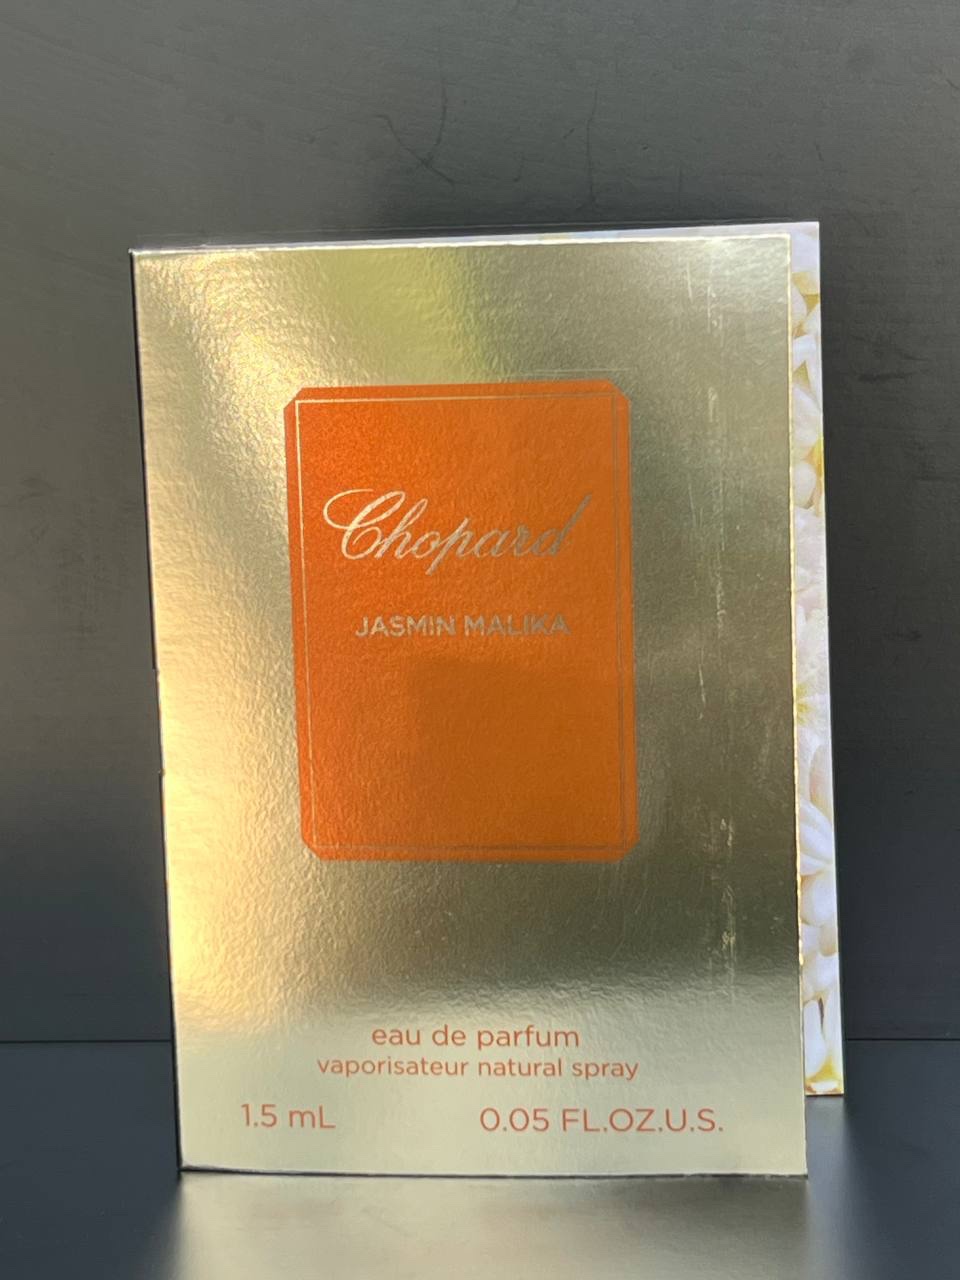 Chopard
JASMIN MALIKA
eau de parfum
vaporisateur natural spray
1.5 mL 0.05 FL.OZ.U.S.